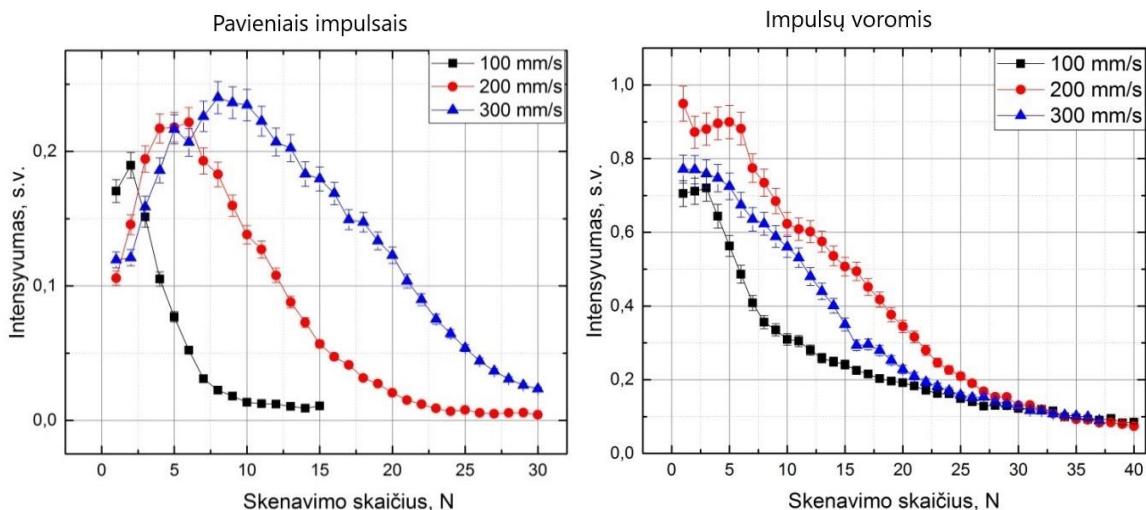 Pavieniais impulsais
100 mm/s
200 mm/s
300 mm/s
0,2
0,1
0,0
Intensyvumas, s.v.
0 5 10 15 20 25 30
Skenavimo skaičius, N
Impulsų voromis
100 mm/s
200 mm/s
300 mm/s
1,0
0,8
0,6
0,4
0,2
0,0
Intensyvumas, s.v.
0 5 10 15 20 25 30 35 40
Skenavimo skaičius, N